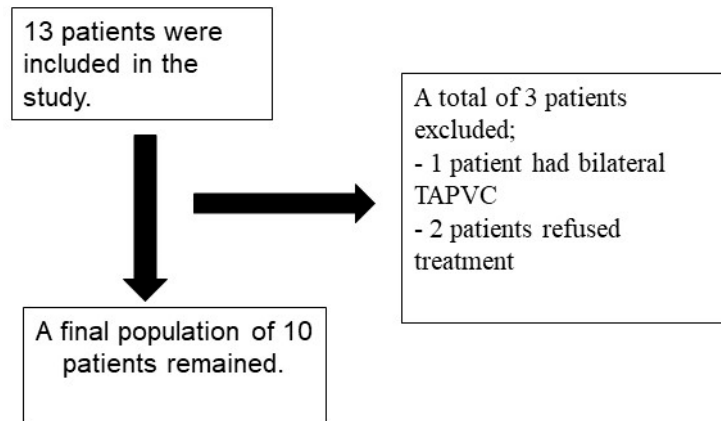 13 patients were
included in the
study.
A total of 3 patients
excluded;
- 1 patient had bilateral
TAPVC
- 2 patients refused
treatment
A final population of 10
patients remained.